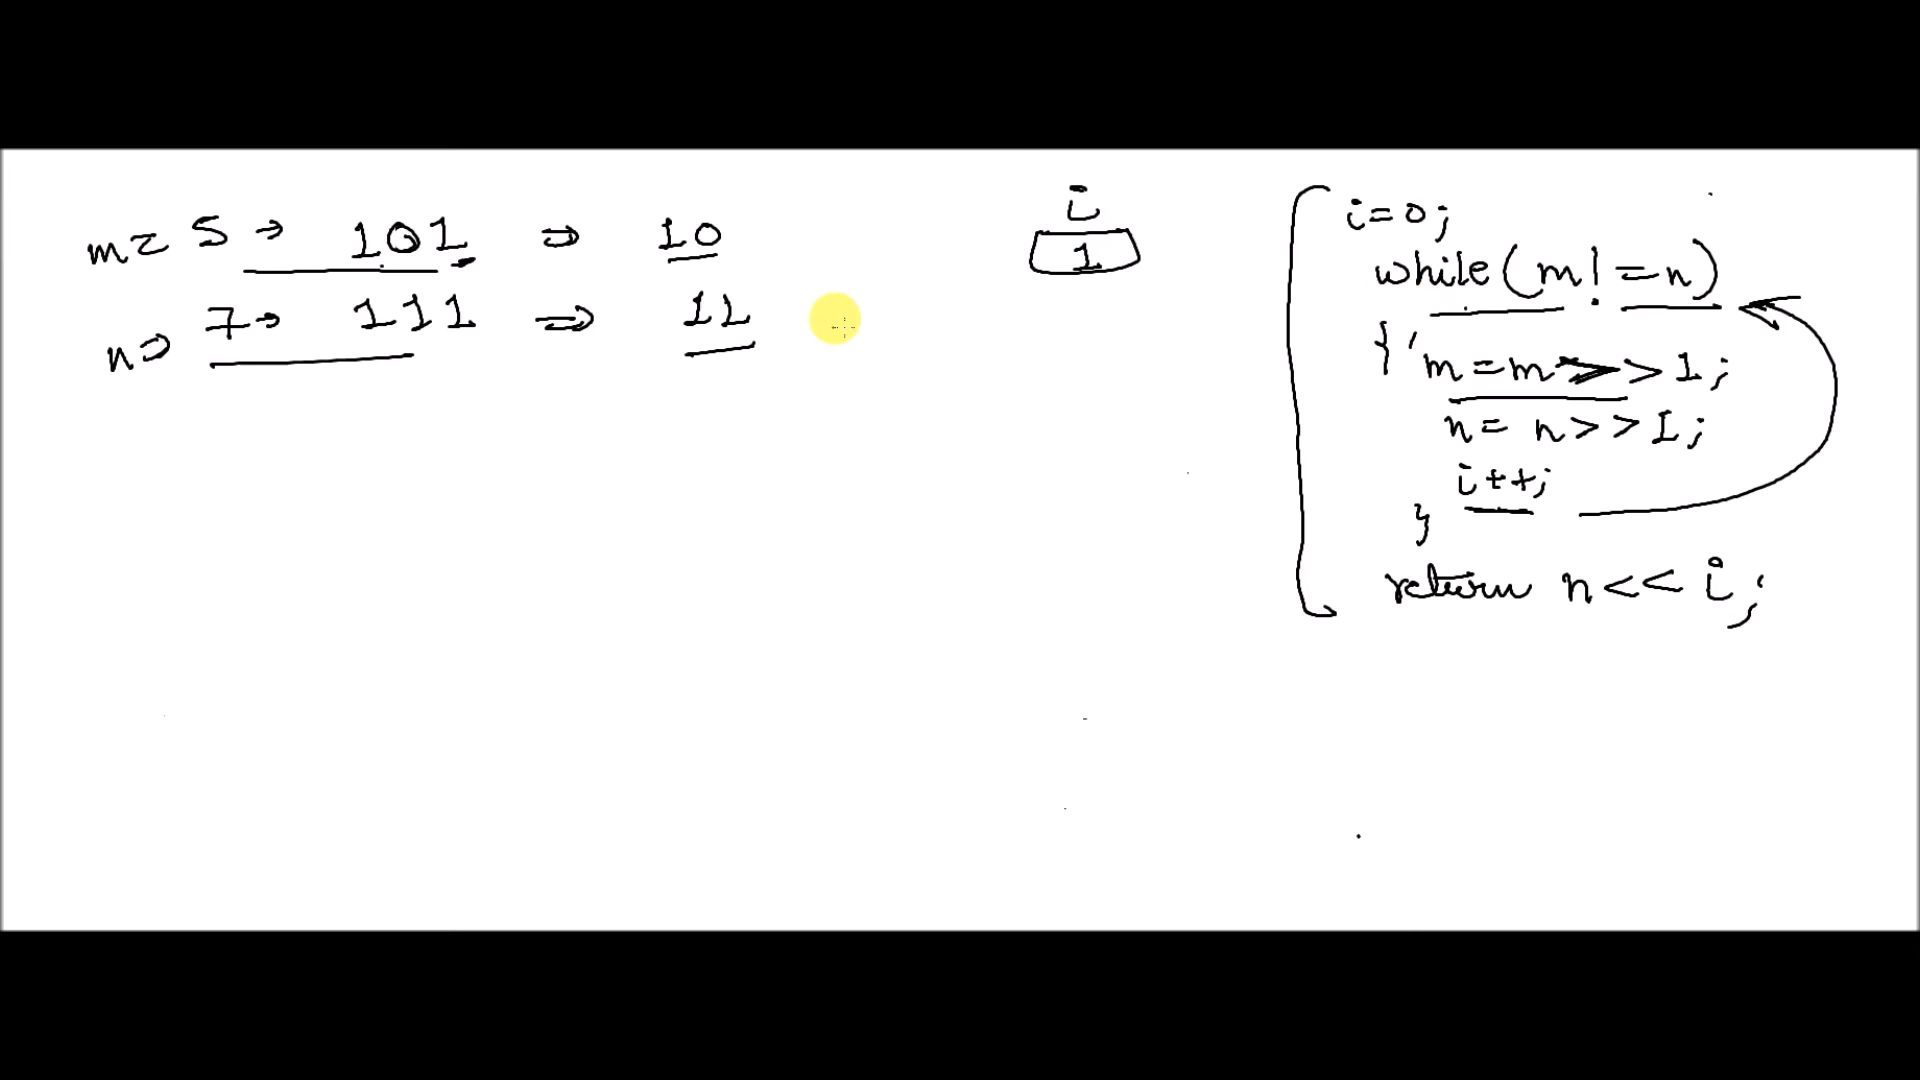 m= 5 → 101 ⇒ 10
n⇒ 7→ 111 ⇒ 11
i
1
i=0;
while(m!=n)
{ m=m>>1;
n= n>>1;
i++;
}
return n<<i;